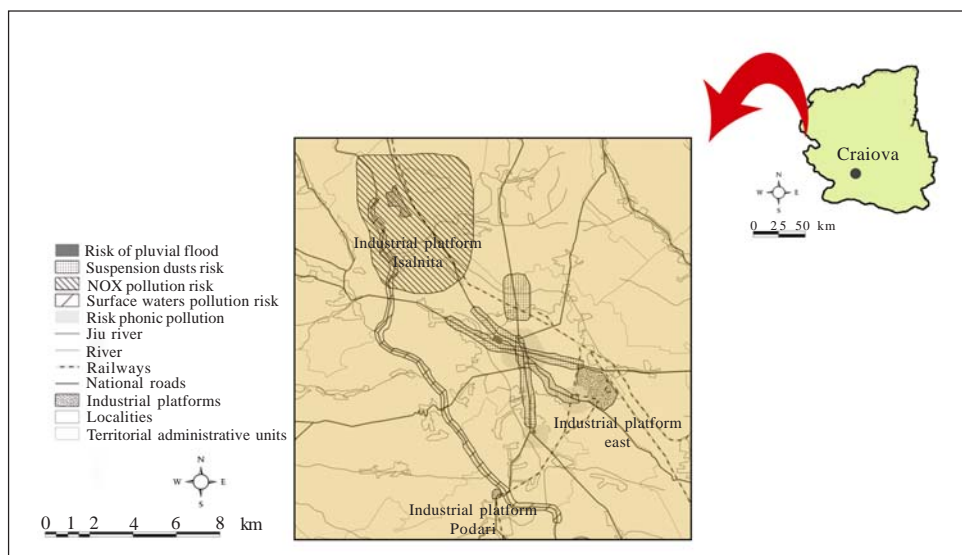 Craiova
N
W E
S
0 25 50 km
Industrial platform
Isalnita
Risk of pluvial flood
Suspension dusts risk
NOX pollution risk
Surface waters pollution risk
Risk phonic pollution
Jiu river
River
Railways
National roads
Industrial platforms
Localities
Territorial administrative units
Industrial platform
east
N
W E
S
0 1 2 4 6 8 km
Industrial platform
Podari